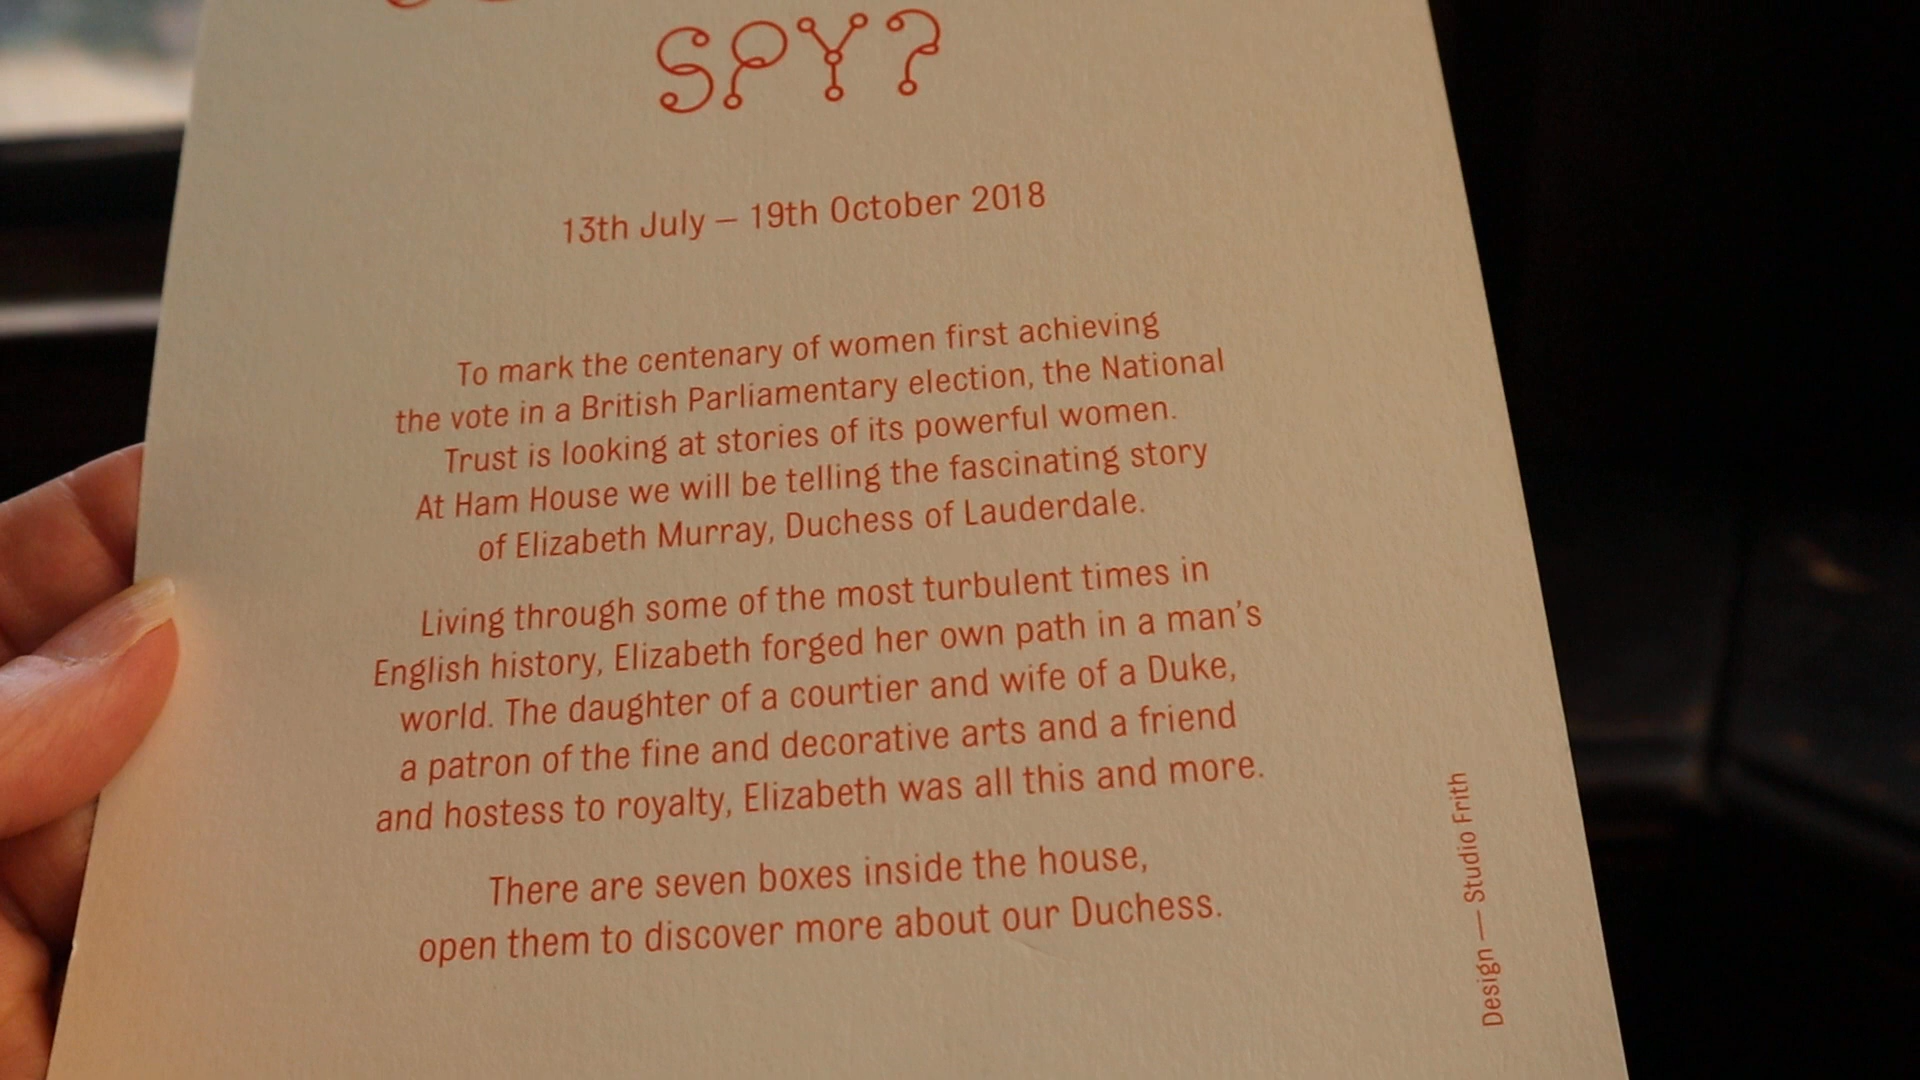 SPY?
13th July – 19th October 2018
To mark the centenary of women first achieving
the vote in a British Parliamentary election, the National
Trust is looking at stories of its powerful women.
At Ham House we will be telling the fascinating story
of Elizabeth Murray, Duchess of Lauderdale.
Living through some of the most turbulent times in
English history, Elizabeth forged her own path in a man's
world. The daughter of a courtier and wife of a Duke,
a patron of the fine and decorative arts and a friend
and hostess to royalty, Elizabeth was all this and more.
There are seven boxes inside the house,
open them to discover more about our Duchess.
Design — Studio Frith